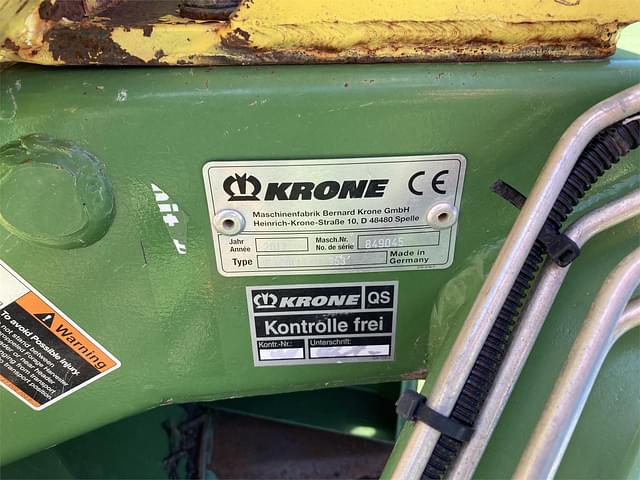 KRONE CE
Maschinenfabrik Bernard Krone GmbH
Heinrich-Krone-Straße 10, D 48480 Spelle
Jahr
Année
Masch.Nr.
No. de série
849045
Type
Made in
Germany
KRONE QS
Kontrolle frei
Kontr.-Nr.: Unterschrift:
Warning
To avoid Possible Injury.